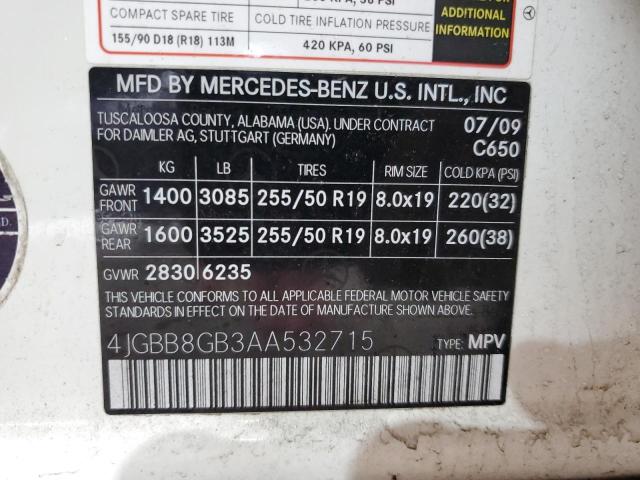 COMPACT SPARE TIRE
COLD TIRE INFLATION PRESSURE
155/90 D18 (R18) 113M
420 KPA, 60 PSI
FOR
ADDITIONAL
INFORMATION
MFD BY MERCEDES-BENZ U.S. INTL., INC
TUSCALOOSA COUNTY, ALABAMA (USA). UNDER CONTRACT 07/09
FOR DAIMLER AG, STUTTGART (GERMANY) C650
KG LB TIRES RIM SIZE COLD KPA (PSI)
GAWR FRONT 1400 3085 255/50 R19 8.0x19 220(32)
GAWR REAR 1600 3525 255/50 R19 8.0x19 260(38)
GVWR 2830 6235
THIS VEHICLE CONFORMS TO ALL APPLICABLE FEDERAL MOTOR VEHICLE SAFETY
STANDARDS IN EFFECT ON THE DATE OF MANUFACTURE SHOWN ABOVE.
4JGBB8GB3AA532715 TYPE: MPV